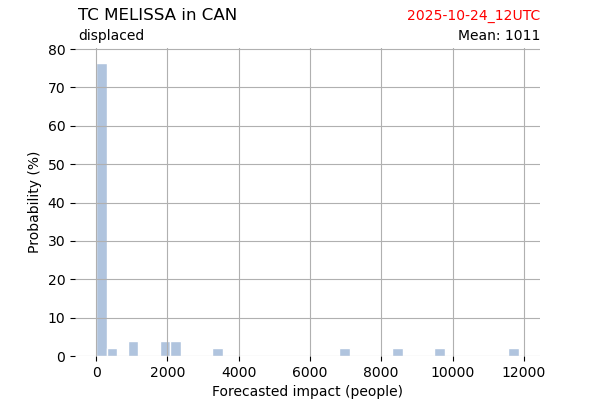 TC MELISSA in CAN
2025-10-24_12UTC
displaced
Mean: 1011
80
70
60
50
40
30
20
10
0
Probability (%)
0 2000 4000 6000 8000 10000 12000
Forecasted impact (people)